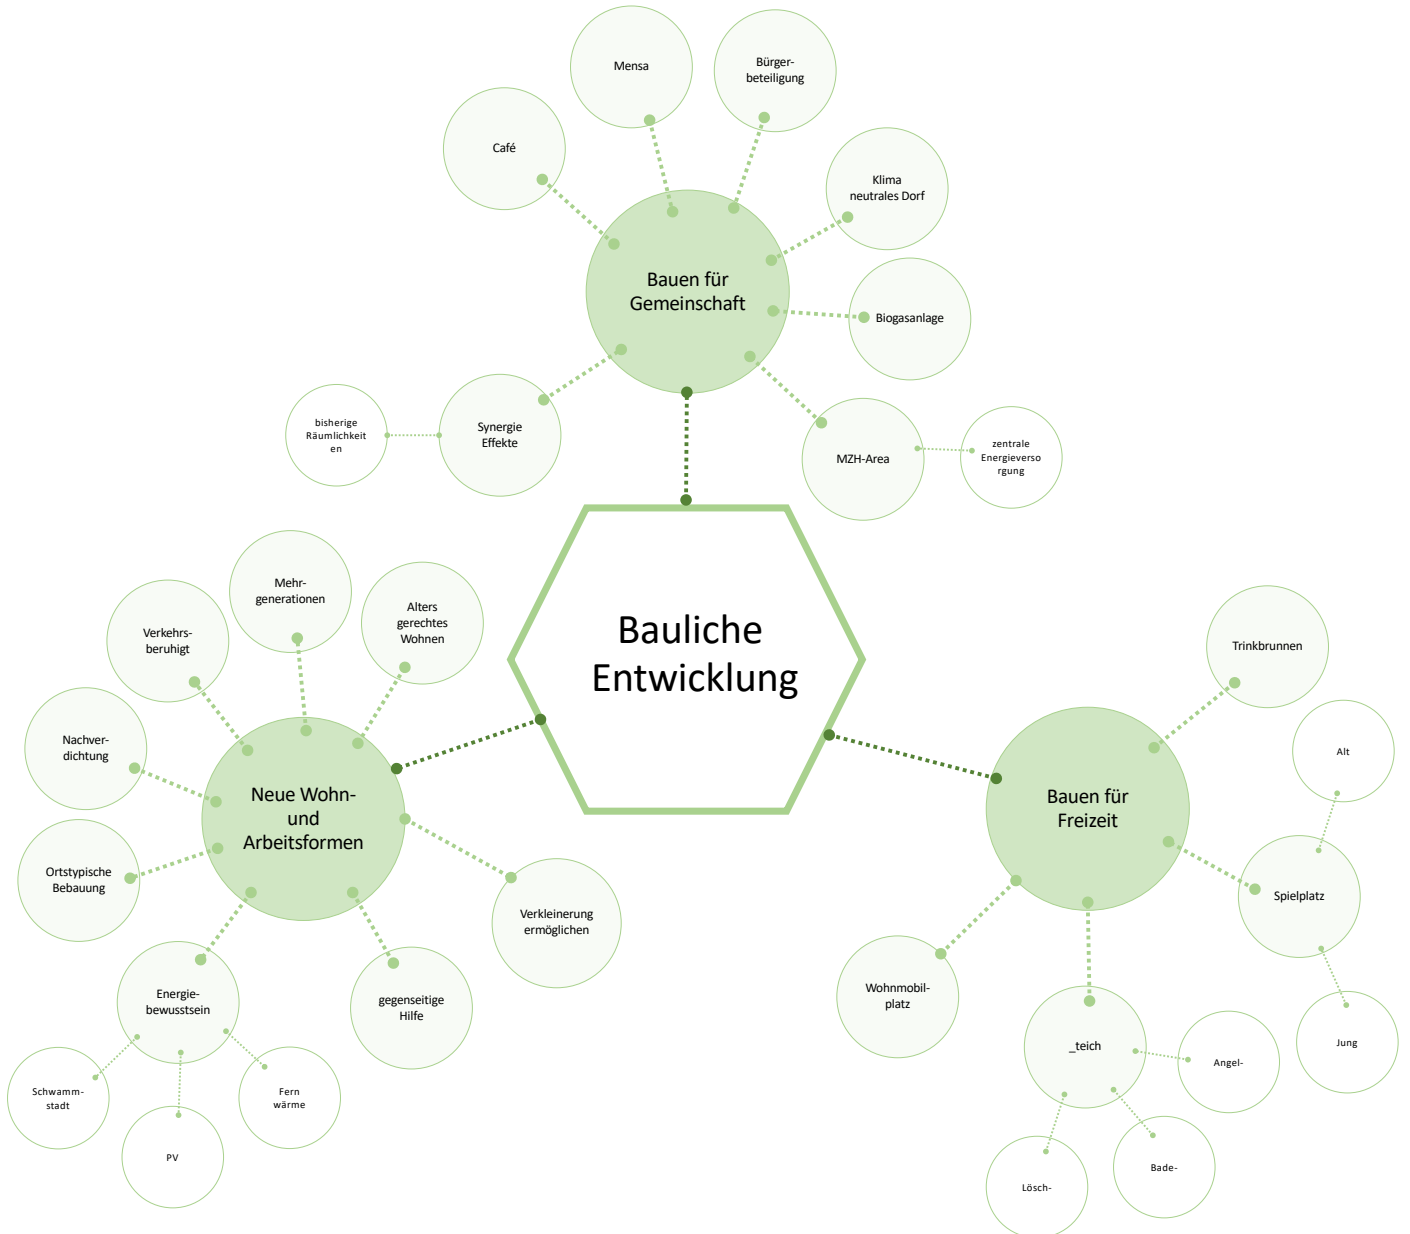 Mensa
Bürger-
beteiligung
Café
Klima
neutrales Dorf
Bauen für
Gemeinschaft
Biogasanlage
bisherige
Räumlichkeit
en
Synergie
Effekte
MZH-Area
zentrale
Energieverso
rgung
Bauliche
Entwicklung
Mehr-
generationen
Alters
gerechtes
Wohnen
Verkehrs-
beruhigt
Nachver-
dichtung
Neue Wohn-
und
Arbeitsformen
Ortstypische
Bebauung
Verkleinerung
ermöglichen
Energie-
bewusstsein
gegenseitige
Hilfe
Schwamm-
stadt
PV
Fern
wärme
Trinkbrunnen
Alt
Bauen für
Freizeit
Spielplatz
Wohnmobil-
platz
_teich
Jung
Angel-
Bade-
Lösch-